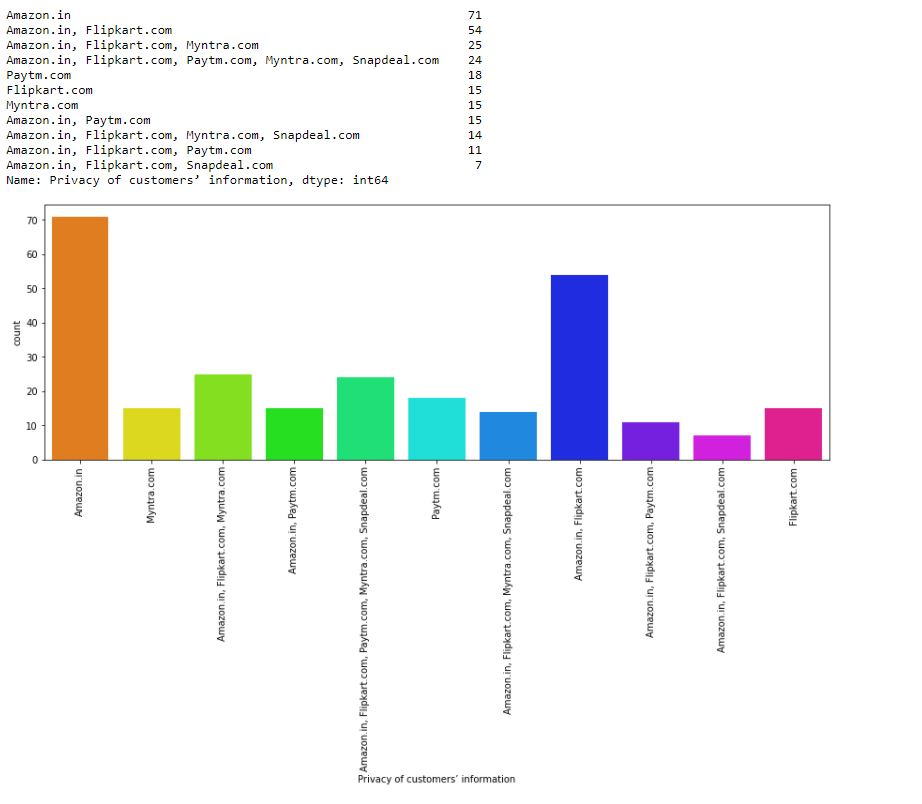 Amazon.in 71
Amazon.in, Flipkart.com 54
Amazon.in, Flipkart.com, Myntra.com 25
Amazon.in, Flipkart.com, Paytm.com, Myntra.com, Snapdeal.com 24
Paytm.com 18
Flipkart.com 15
Myntra.com 15
Amazon.in, Paytm.com 15
Amazon.in, Flipkart.com, Myntra.com, Snapdeal.com 14
Amazon.in, Flipkart.com, Paytm.com 11
Amazon.in, Flipkart.com, Snapdeal.com 7
Name: Privacy of customers’ information, dtype: int64
70
60
50
40
30
20
10
0
count
Amazon.in
Myntra.com
Amazon.in, Flipkart.com, Myntra.com
Amazon.in, Paytm.com
Amazon.in, Flipkart.com, Paytm.com, Myntra.com, Snapdeal.com
Paytm.com
Amazon.in, Flipkart.com, Myntra.com, Snapdeal.com
Amazon.in, Flipkart.com
Amazon.in, Flipkart.com, Paytm.com
Amazon.in, Flipkart.com, Snapdeal.com
Flipkart.com
Privacy of customers’ information